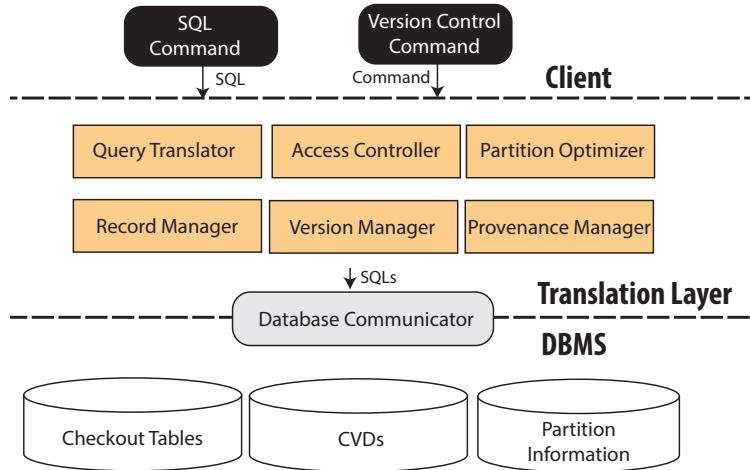 SQL
Command
Version Control
Command
SQL
Command
Client
Query Translator
Access Controller
Partition Optimizer
Record Manager
Version Manager
Provenance Manager
SQLs
Translation Layer
Database Communicator
DBMS
Checkout Tables
CVDs
Partition
Information